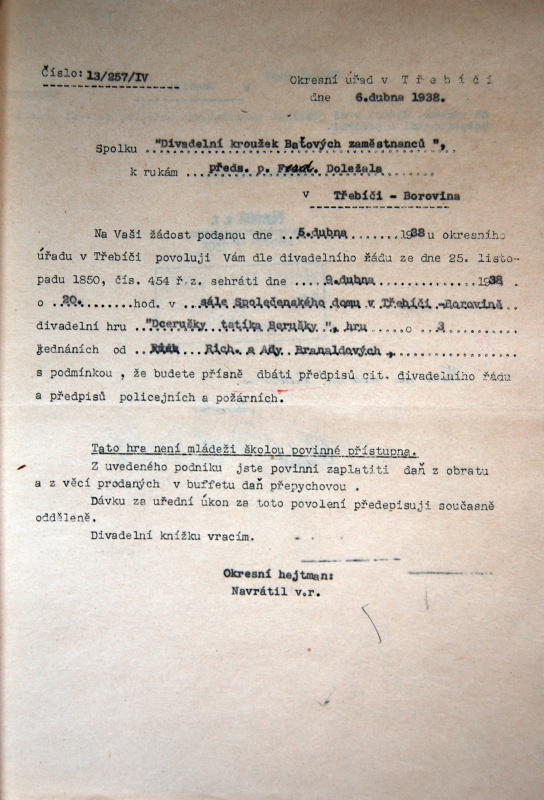 Číslo: 13/257/IV
Okresní úřad v Třebíči
dne 6.dubna 1938.
Spolku "Divadelní kroužek Baťových zaměstnanců",
k rukám předs. p. Doležala
v Třebíči - Borovina
Na Vaši žádost podanou dne 5.dubna 1938 u okresního
úřadu v Třebíči povoluji Vám dle divadelního řádu ze dne 25. listo-
padu 1850, čís. 454 ř.z. sehráti dne 9.dubna 1938.
o 20. hod. v sále Společenského domu v Třebíči -Borovině
divadelní hru "Dcerušky tatíka Berušky ", hru o 3
jednáních od Rich. a Ady Branaldových ,
s podmínkou , že budete přísně dbáti předpisů cit. divadelního řádu
a předpisů policejních a požárních.
Tato hra není mládeži školou povinné přístupna.
Z uvedeného podniku jste povinni zaplatiti daň z obratu
a z věcí prodaných v buffetu daň přepychovou .
Dávku za uřední úkon za toto povolení předepisuji současně
odděleně.
Divadelní knížku vracím.
Okresní hejtman:
Navrátil v.r.